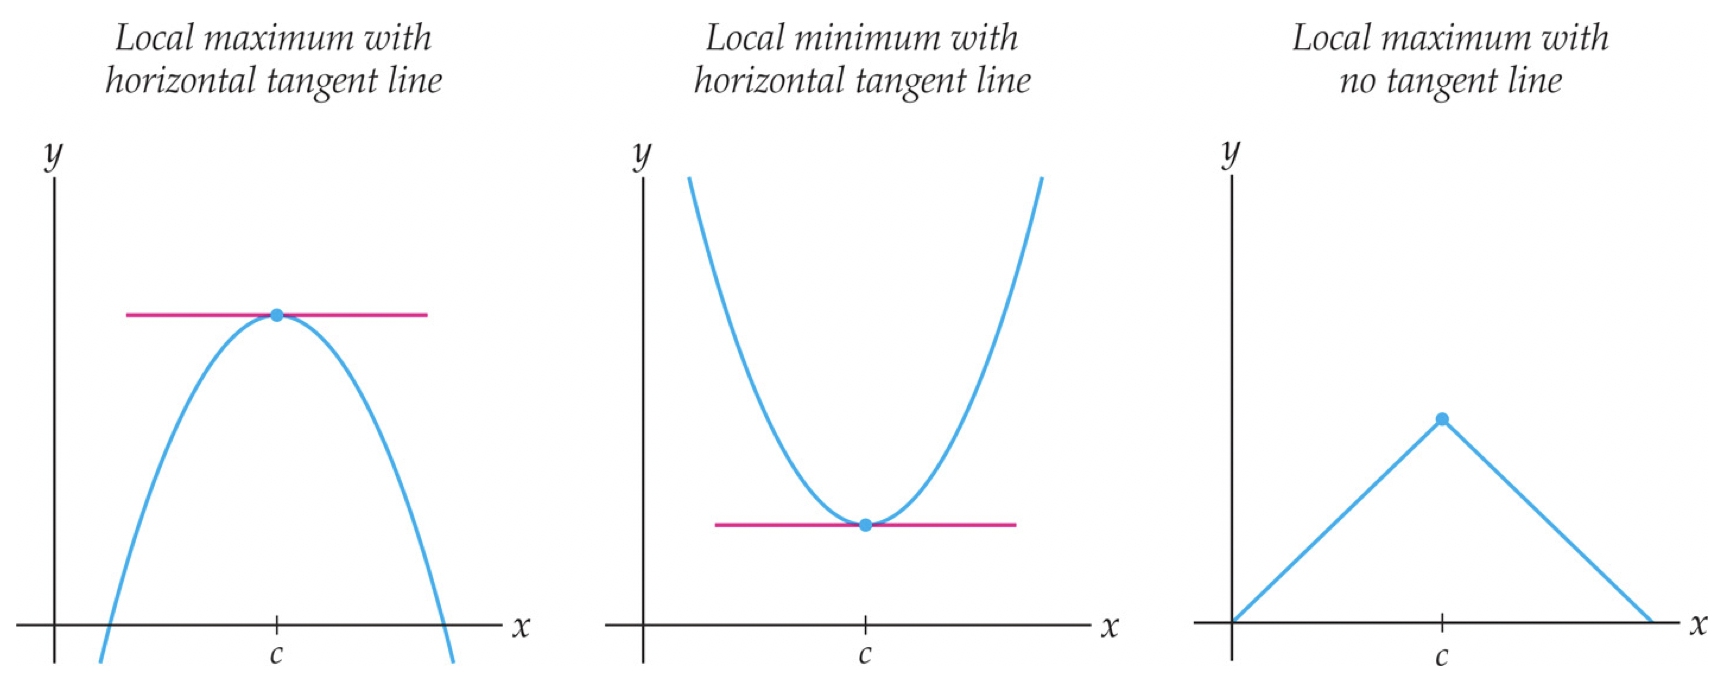 Local maximum with
horizontal tangent line
Local minimum with
horizontal tangent line
Local maximum with
no tangent line
y
x
c
y
x
c
y
x
c